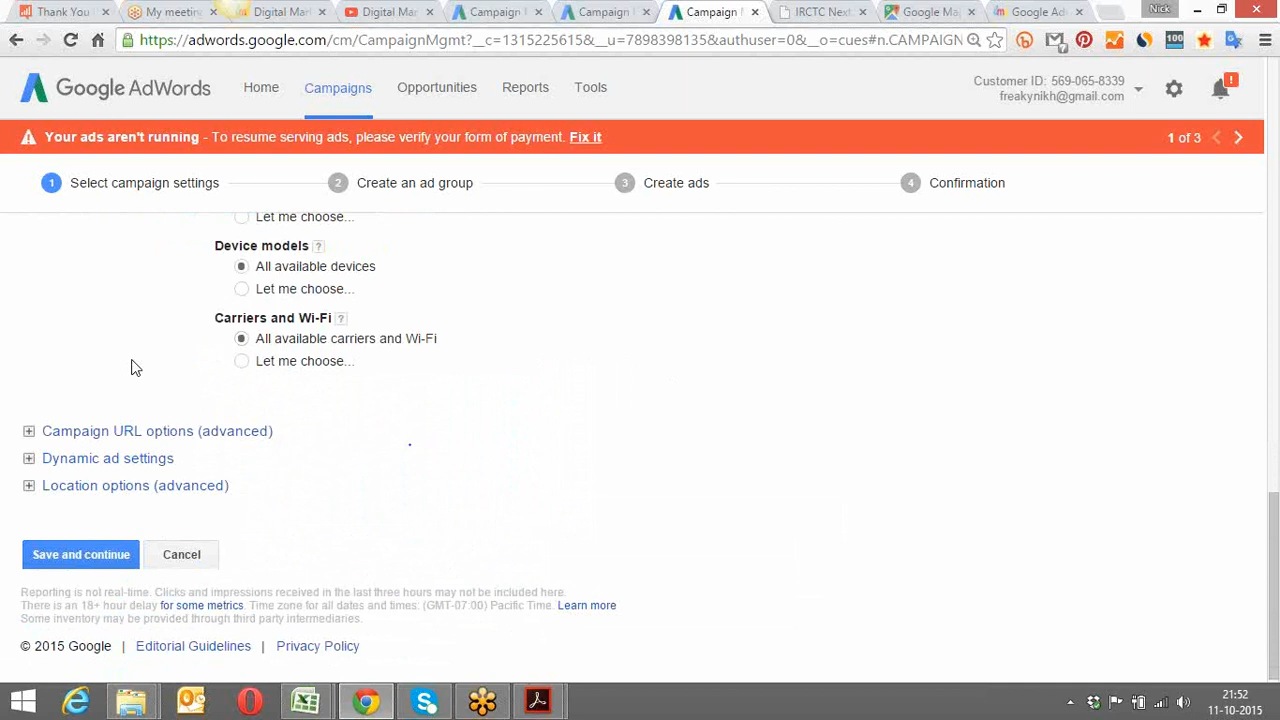 Thank You
My meetin
Digital Mar
Digital Mar
Campaign
Campaign
Campaign
IRCTC Next
Google Ma
Google Ad
Nick
https://adwords.google.com/cm/CampaignMgmt?__c=1315225615&__u=7898398135&authuser=0&__o=cues#n.CAMPAIGN
100
Google AdWords
Home
Campaigns
Opportunities
Reports
Tools
Customer ID: 569-065-8339
freakynikh@gmail.com
!
Your ads aren't running - To resume serving ads, please verify your form of payment. Fix it
1 of 3
1 Select campaign settings
2 Create an ad group
3 Create ads
4 Confirmation
Let me choose...
Device models ?
All available devices
Let me choose...
Carriers and Wi-Fi ?
All available carriers and Wi-Fi
Let me choose...
Campaign URL options (advanced)
Dynamic ad settings
Location options (advanced)
Save and continue
Cancel
Reporting is not real-time. Clicks and impressions received in the last three hours may not be included here.
There is an 18+ hour delay for some metrics. Time zone for all dates and times: (GMT-07:00) Pacific Time. Learn more
Some inventory may be provided through third party intermediaries.
© 2015 Google | Editorial Guidelines | Privacy Policy
21:52
11-10-2015